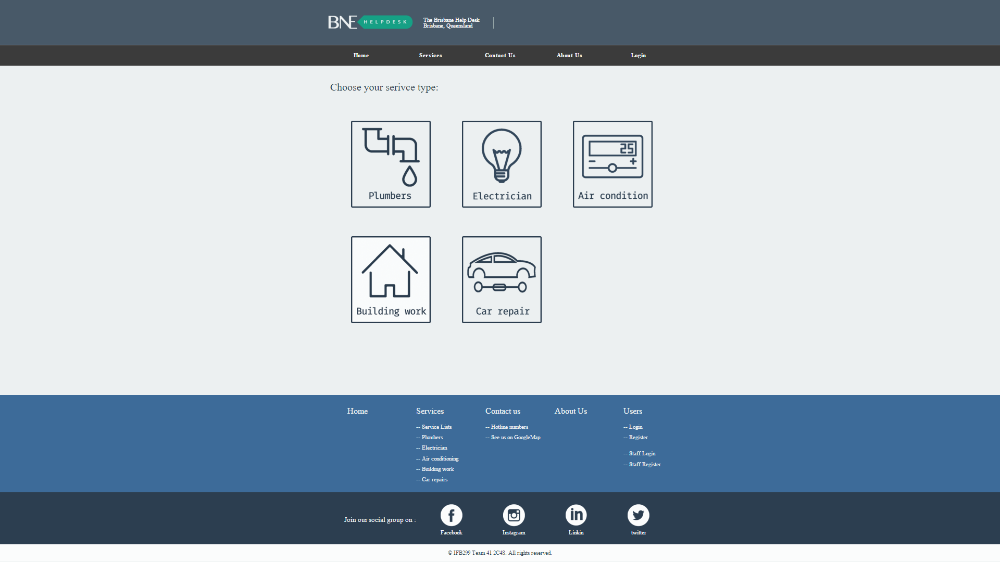 BNE HELPDESK
The Brisbane Help Desk
Brisbane, Queensland
Home Services Contact Us About Us Login
Choose your serivce type:
25
Plumbers Electrician Air condition
Building work Car repair
Home Services Contact us About Us Users
-- Service Lists -- Hotline numbers -- Login
-- Plumbers -- See us on GoogleMap -- Register
-- Electrician
-- Staff Login
-- Air conditioning
-- Staff Register
-- Building work
-- Car repairs
Join our social group on :
Facebook Instagram Linkin twitter
© IFB299 Team 41 2C4S. All rights reserved.